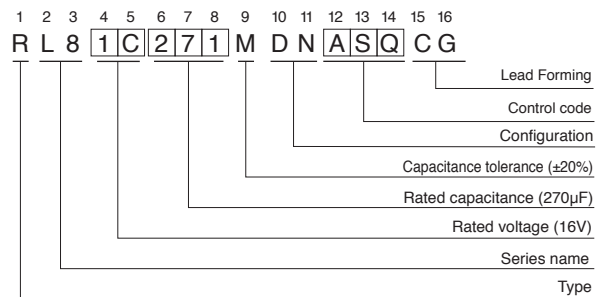 1 2 3 4 5 6 7 8 9 10 11 12 13 14 15 16
R L 8 1 C 2 7 1 M D N A S Q C G
Lead Forming
Control code
Configuration
Capacitance tolerance (±20%)
Rated capacitance (270μF)
Rated voltage (16V)
Series name
Type